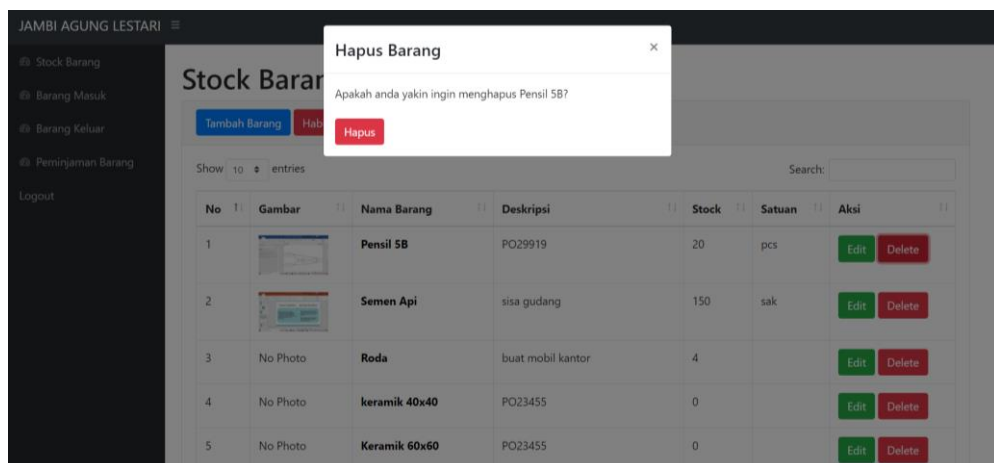 JAMBI AGUNG LESTARI
Hapus Barang ×
Apakah anda yakin ingin menghapus Pensil 5B?
Hapus
Stock Barang
Barang Masuk
Barang Keluar
Peminjaman Barang
Logout
Stock Barar
Tambah Barang Hab
Show 10 entries Search:
No Gambar Nama Barang Deskripsi Stock Satuan Aksi
1 Pensil 5B PO29919 20 pcs Edit Delete
2 Semen Api sisa gudang 150 sak Edit Delete
3 No Photo Roda buat mobil kantor 4 Edit Delete
4 No Photo keramik 40x40 PO23455 0 Edit Delete
5 No Photo Keramik 60x60 PO23455 0 Edit Delete